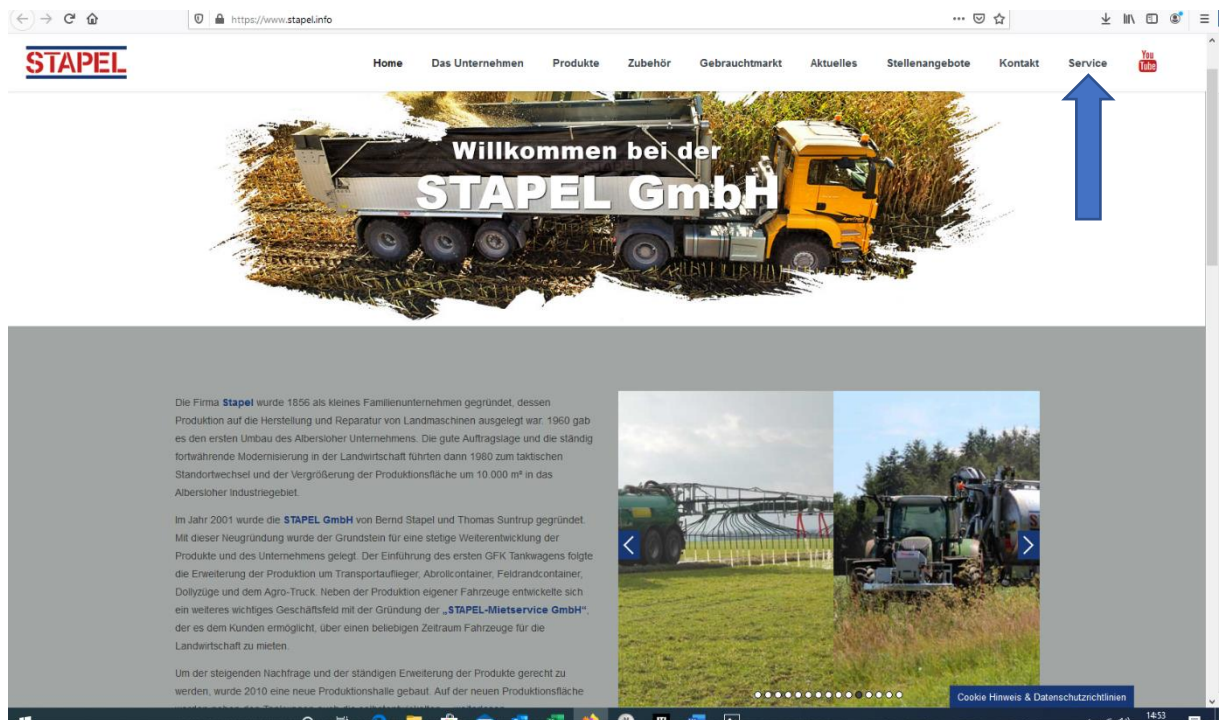 https://www.stapel.info
STAPEL
Home Das Unternehmen Produkte Zubehör Gebrauchtmarkt Aktuelles Stellenangebote Kontakt Service You Tube
Willkommen bei der
STAPEL GmbH
Die Firma Stapel wurde 1856 als kleines Familienunternehmen gegründet, dessen
Produktion auf die Herstellung und Reparatur von Landmaschinen ausgelegt war. 1960 gab
es den ersten Umbau des Albersloher Unternehmens. Die gute Auftragslage und die ständig
fortwährende Modernisierung in der Landwirtschaft führten dann 1980 zum taktischen
Standortwechsel und der Vergrößerung der Produktionsfläche um 10.000 m² in das
Albersloher Industriegebiet.
Im Jahr 2001 wurde die STAPEL GmbH von Bernd Stapel und Thomas Suntrup gegründet.
Mit dieser Neugründung wurde der Grundstein für eine stetige Weiterentwicklung der
Produkte und des Unternehmens gelegt. Der Einführung des ersten GFK Tankwagens folgte
die Erweiterung der Produktion um Transportauflieger, Abrollcontainer, Feldrandcontainer,
Dollyzüge und dem Agro-Truck. Neben der Produktion eigener Fahrzeuge entwickelte sich
ein weiteres wichtiges Geschäftsfeld mit der Gründung der „STAPEL-Mietservice GmbH“,
der es dem Kunden ermöglicht, über einen beliebigen Zeitraum Fahrzeuge für die
Landwirtschaft zu mieten.
Um der steigenden Nachfrage und der ständigen Erweiterung der Produkte gerecht zu
werden, wurde 2010 eine neue Produktionshalle gebaut. Auf der neuen Produktionsfläche
Cookie Hinweis & Datenschutzrichtlinien
14:53